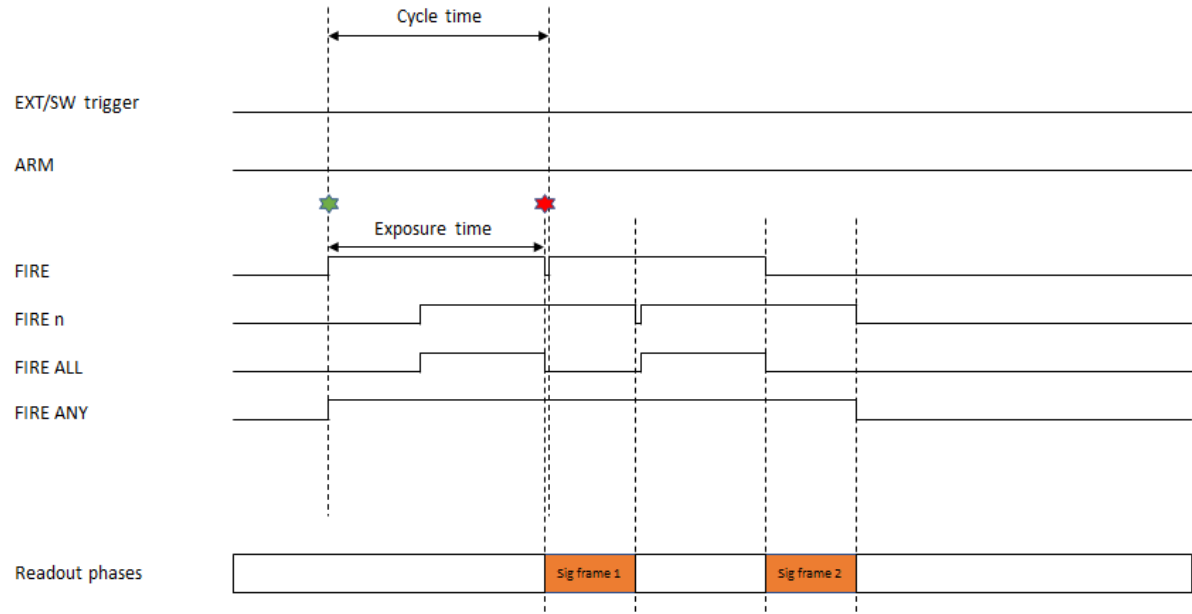 Cycle time
EXT/SW trigger
ARM
Exposure time
FIRE
FIRE n
FIRE ALL
FIRE ANY
Readout phases
Sig frame 1
Sig frame 2